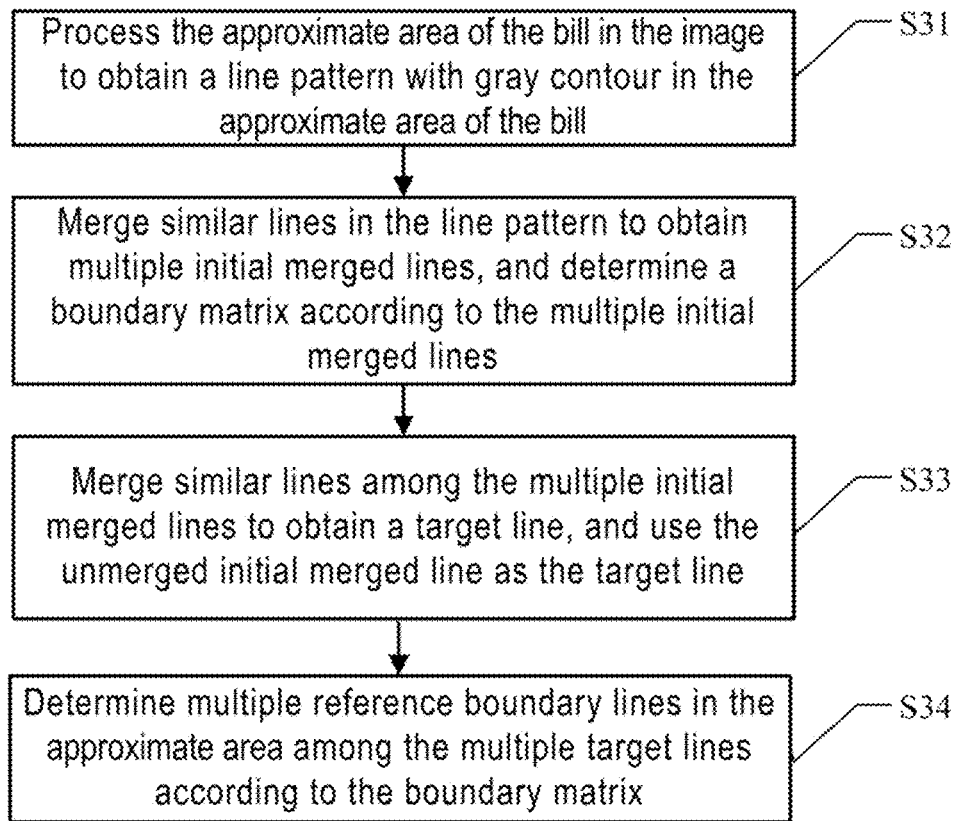 Process the approximate area of the bill in the image
to obtain a line pattern with gray contour in the
approximate area of the bill
S31
Merge similar lines in the line pattern to obtain
multiple initial merged lines, and determine a
boundary matrix according to the multiple initial
merged lines
S32
Merge similar lines among the multiple initial
merged lines to obtain a target line, and use the
unmerged initial merged line as the target line
S33
Determine multiple reference boundary lines in the
approximate area among the multiple target lines
according to the boundary matrix
S34